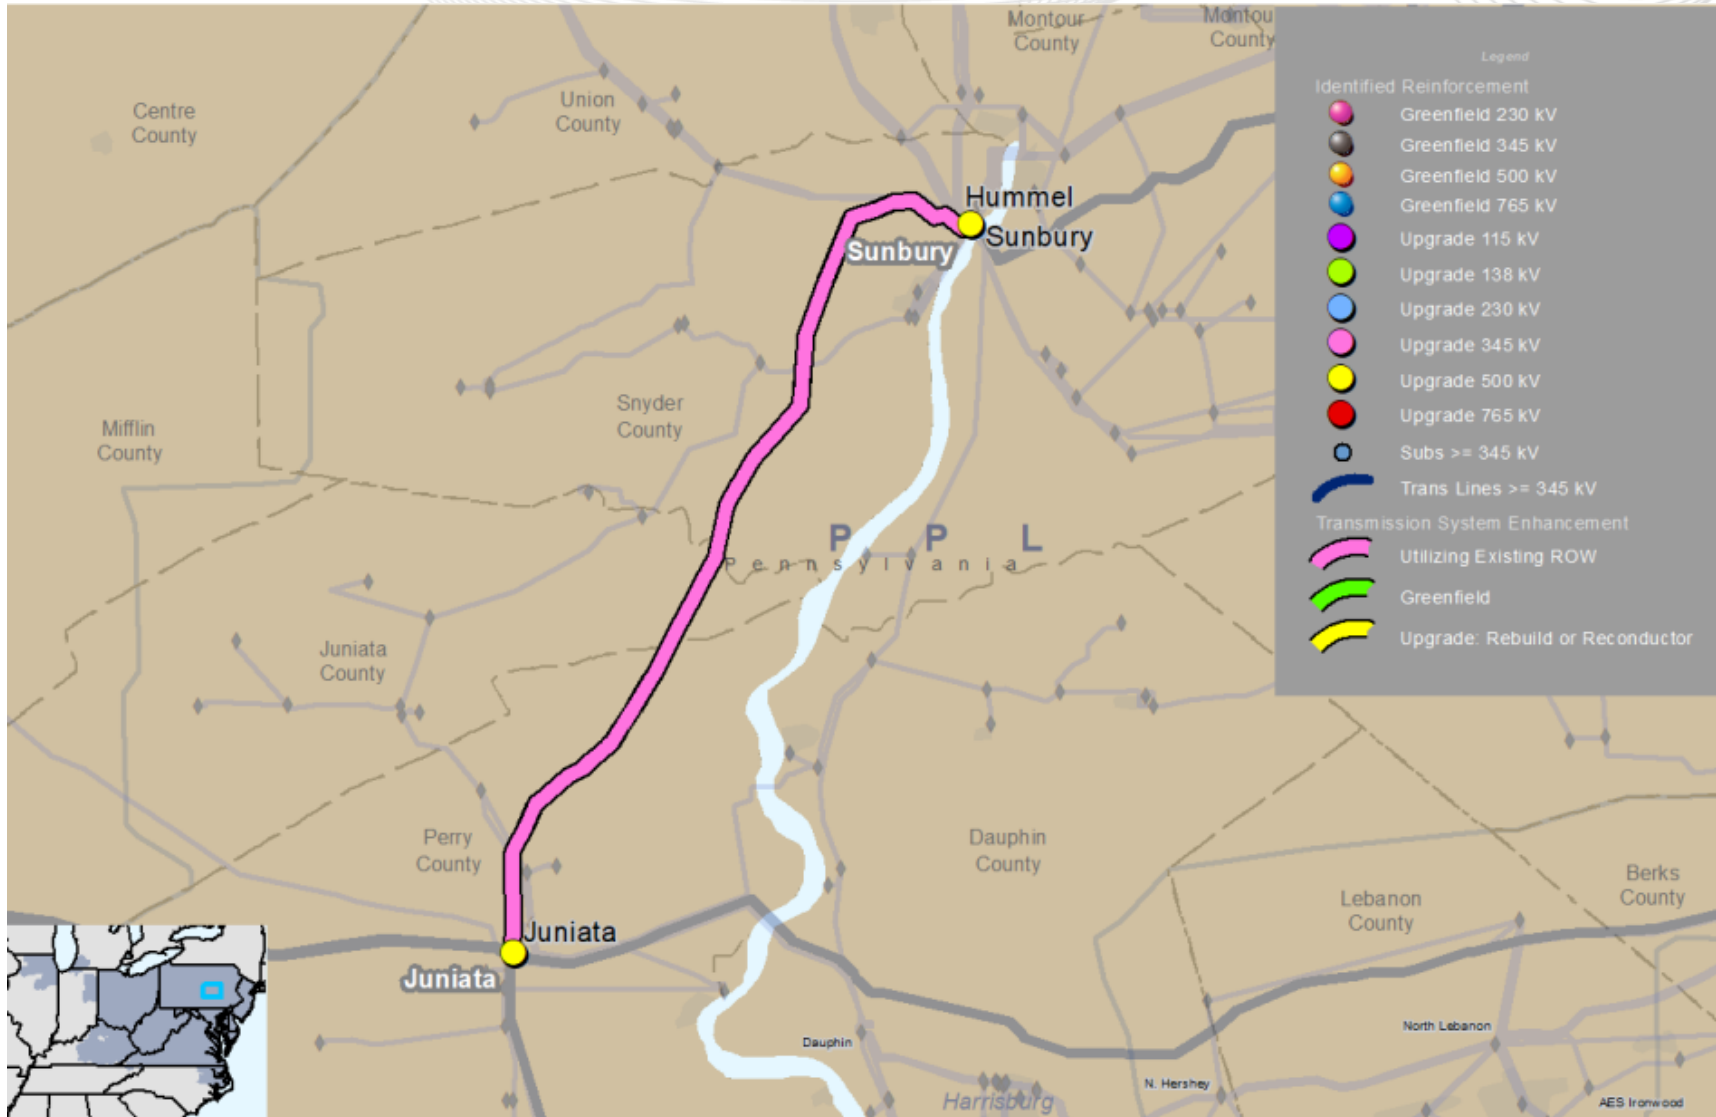 Montour
County
Montou
County
Centre
County
Union
County
Hummel
Sunbury
Sunbury
Snyder
County
Mifflin
County
P P L
Pennsylvania
Juniata
County
Perry
County
Dauphin
County
Lebanon
County
Berks
County
Juniata
Juniata
Dauphin
Harrisburg
N. Hershey
North Lebanon
AES Ironwood
Legend
Identified Reinforcement
Greenfield 230 kV
Greenfield 345 kV
Greenfield 500 kV
Greenfield 765 kV
Upgrade 115 kV
Upgrade 138 kV
Upgrade 230 kV
Upgrade 345 kV
Upgrade 500 kV
Upgrade 765 kV
Subs >= 345 kV
Trans Lines >= 345 kV
Transmission System Enhancement
Utilizing Existing ROW
Greenfield
Upgrade: Rebuild or Reconductor